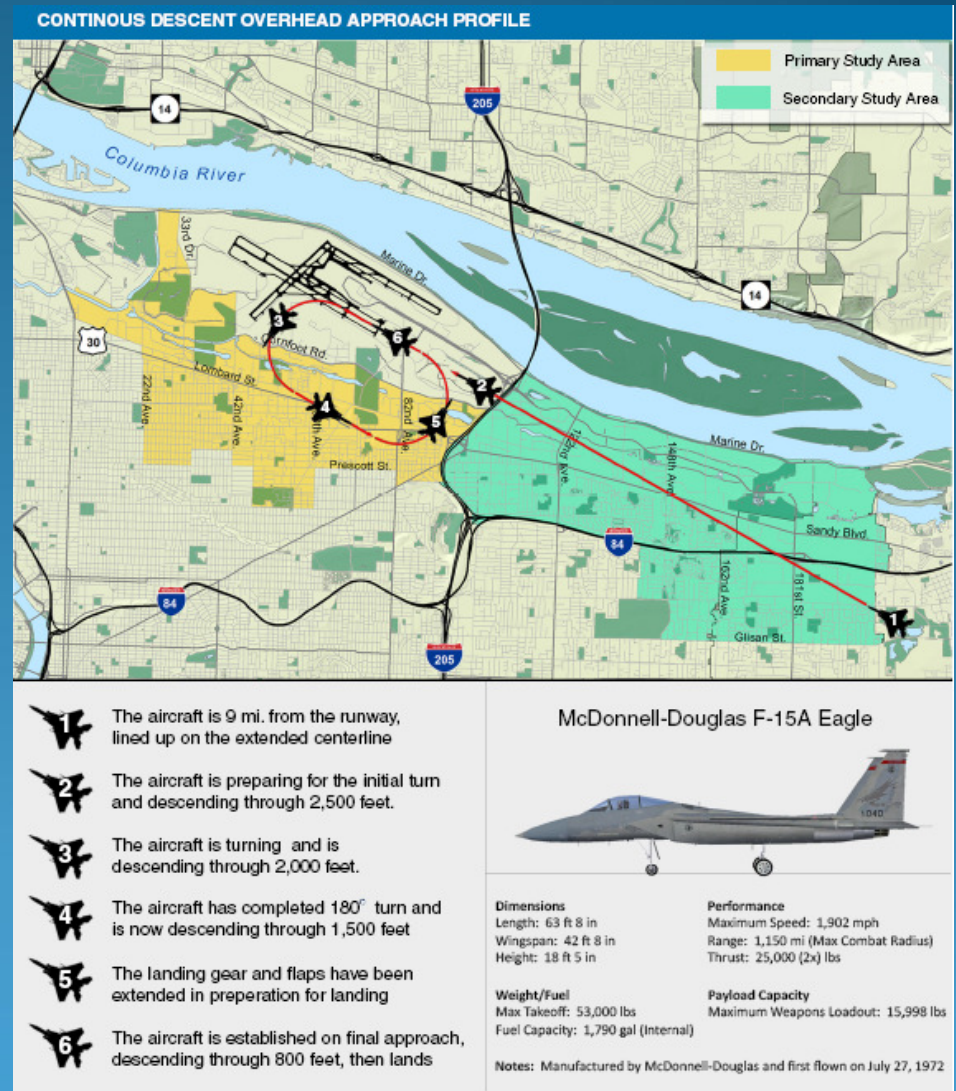 CONTINOUS DESCENT OVERHEAD APPROACH PROFILE
Primary Study Area
Secondary Study Area
14
205
Columbia River
33rd Dr.
Marine Dr.
14
30
3
6
Cornfoot Rd.
Lombard St.
2
22nd Ave.
42nd Ave.
4
82nd Ave.
5
Prescott St.
Marine Dr.
148th Ave.
Sandy Blvd.
84
162nd Ave.
181st St.
84
1
Glisan St.
205
1 The aircraft is 9 mi. from the runway,
lined up on the extended centerline
2 The aircraft is preparing for the initial turn
and descending through 2,500 feet.
3 The aircraft is turning and is
descending through 2,000 feet.
4 The aircraft has completed 180° turn and
is now descending through 1,500 feet
5 The landing gear and flaps have been
extended in preperation for landing
6 The aircraft is established on final approach,
descending through 800 feet, then lands
McDonnell-Douglas F-15A Eagle
1040
Dimensions
Length: 63 ft 8 in
Wingspan: 42 ft 8 in
Height: 18 ft 5 in
Performance
Maximum Speed: 1,902 mph
Range: 1,150 mi (Max Combat Radius)
Thrust: 25,000 (2x) lbs
Weight/Fuel
Max Takeoff: 53,000 lbs
Fuel Capacity: 1,790 gal (Internal)
Payload Capacity
Maximum Weapons Loadout: 15,998 lbs
Notes: Manufactured by McDonnell-Douglas and first flown on July 27, 1972